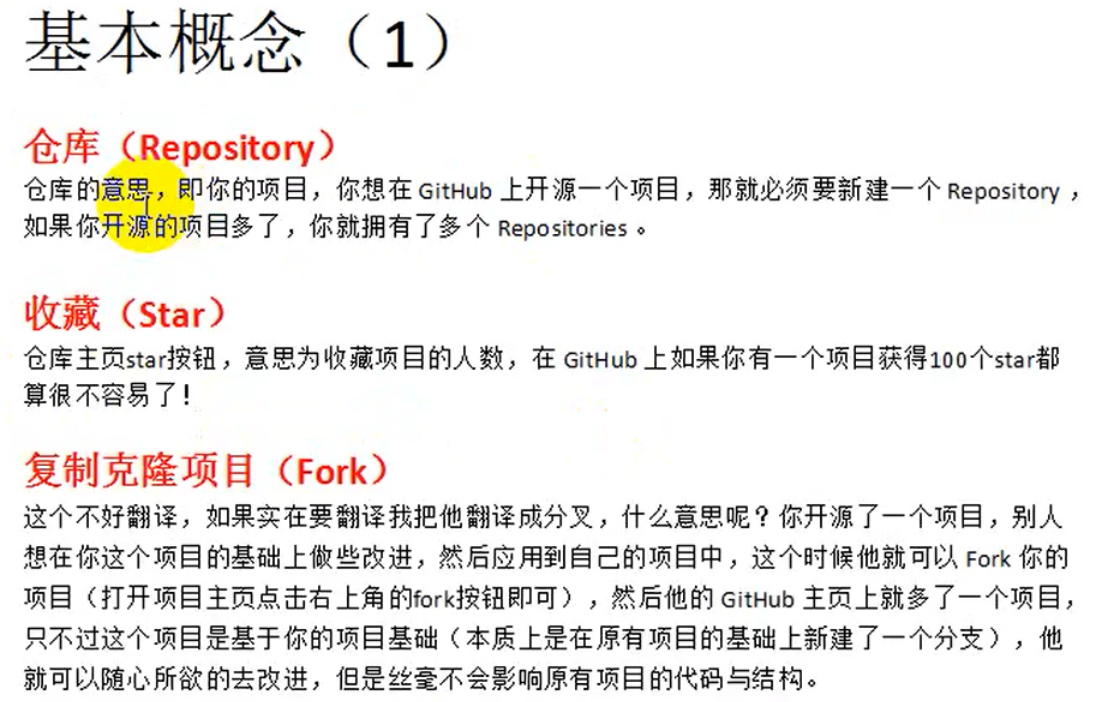 基本概念（1）
仓库（Repository）
仓库的意思，即你的项目，你想在 GitHub 上开源一个项目，那就必须要新建一个 Repository ，
如果你开源的项目多了，你就拥有了多个 Repositories 。
收藏（Star）
仓库主页star按钮，意思为收藏项目的人数，在 GitHub 上如果你有一个项目获得100个star都
算很不容易了！
复制克隆项目（Fork）
这个不好翻译，如果实在要翻译我把他翻译成分叉，什么意思呢？你开源了一个项目，别人
想在你这个项目的基础上做些改进，然后应用到自己的项目中，这个时候他就可以 Fork 你的
项目（打开项目主页点击右上角的fork按钮即可），然后他的 GitHub 主页上就多了一个项目，
只不过这个项目是基于你的项目基础（本质上是在原有项目的基础上新建了一个分支），他
就可以随心所欲的去改进，但是丝毫不会影响原有项目的代码与结构。